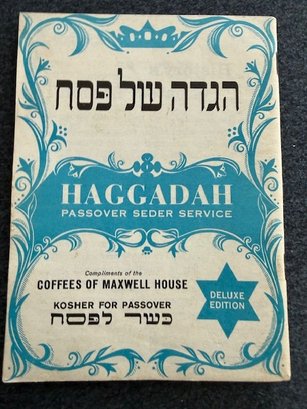 הגדה של פסח
HAGGADAH
PASSOVER SEDER SERVICE
Compliments of the
COFFEES OF MAXWELL HOUSE
KOSHER FOR PASSOVER
כשר לפסח
DELUXE
EDITION